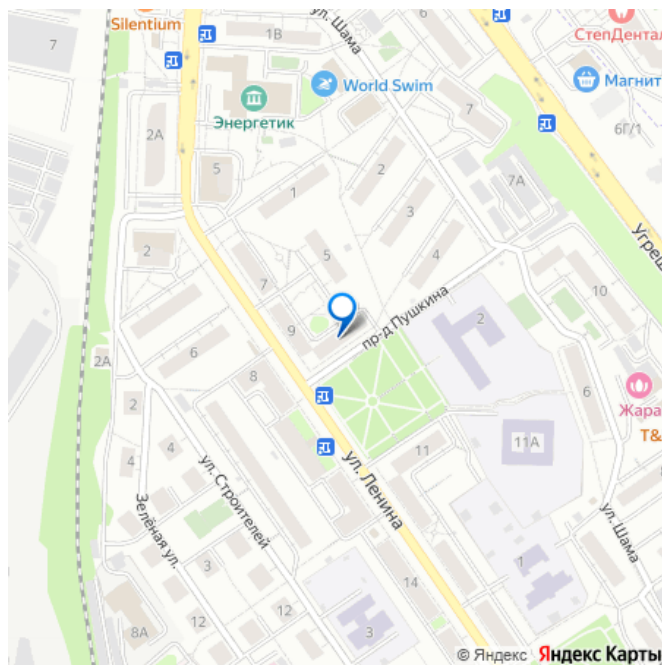 Silentium
7
1В
ул. Шама
СтепДентал
World Swim
Магнит
Энергетик
6Г/1
2А
7
5
2
7А
1
3
Угреш
5
4
2
7
10
9
пр-д Пушкина
2
6
2А
8
6
Жара
Т&
2
4
4
11
11А
ул. Ленина
ул. Строителей
Зелёная ул.
ул. Шама
3
14
1
12
12
8А
3
© Яндекс Яндекс Карты